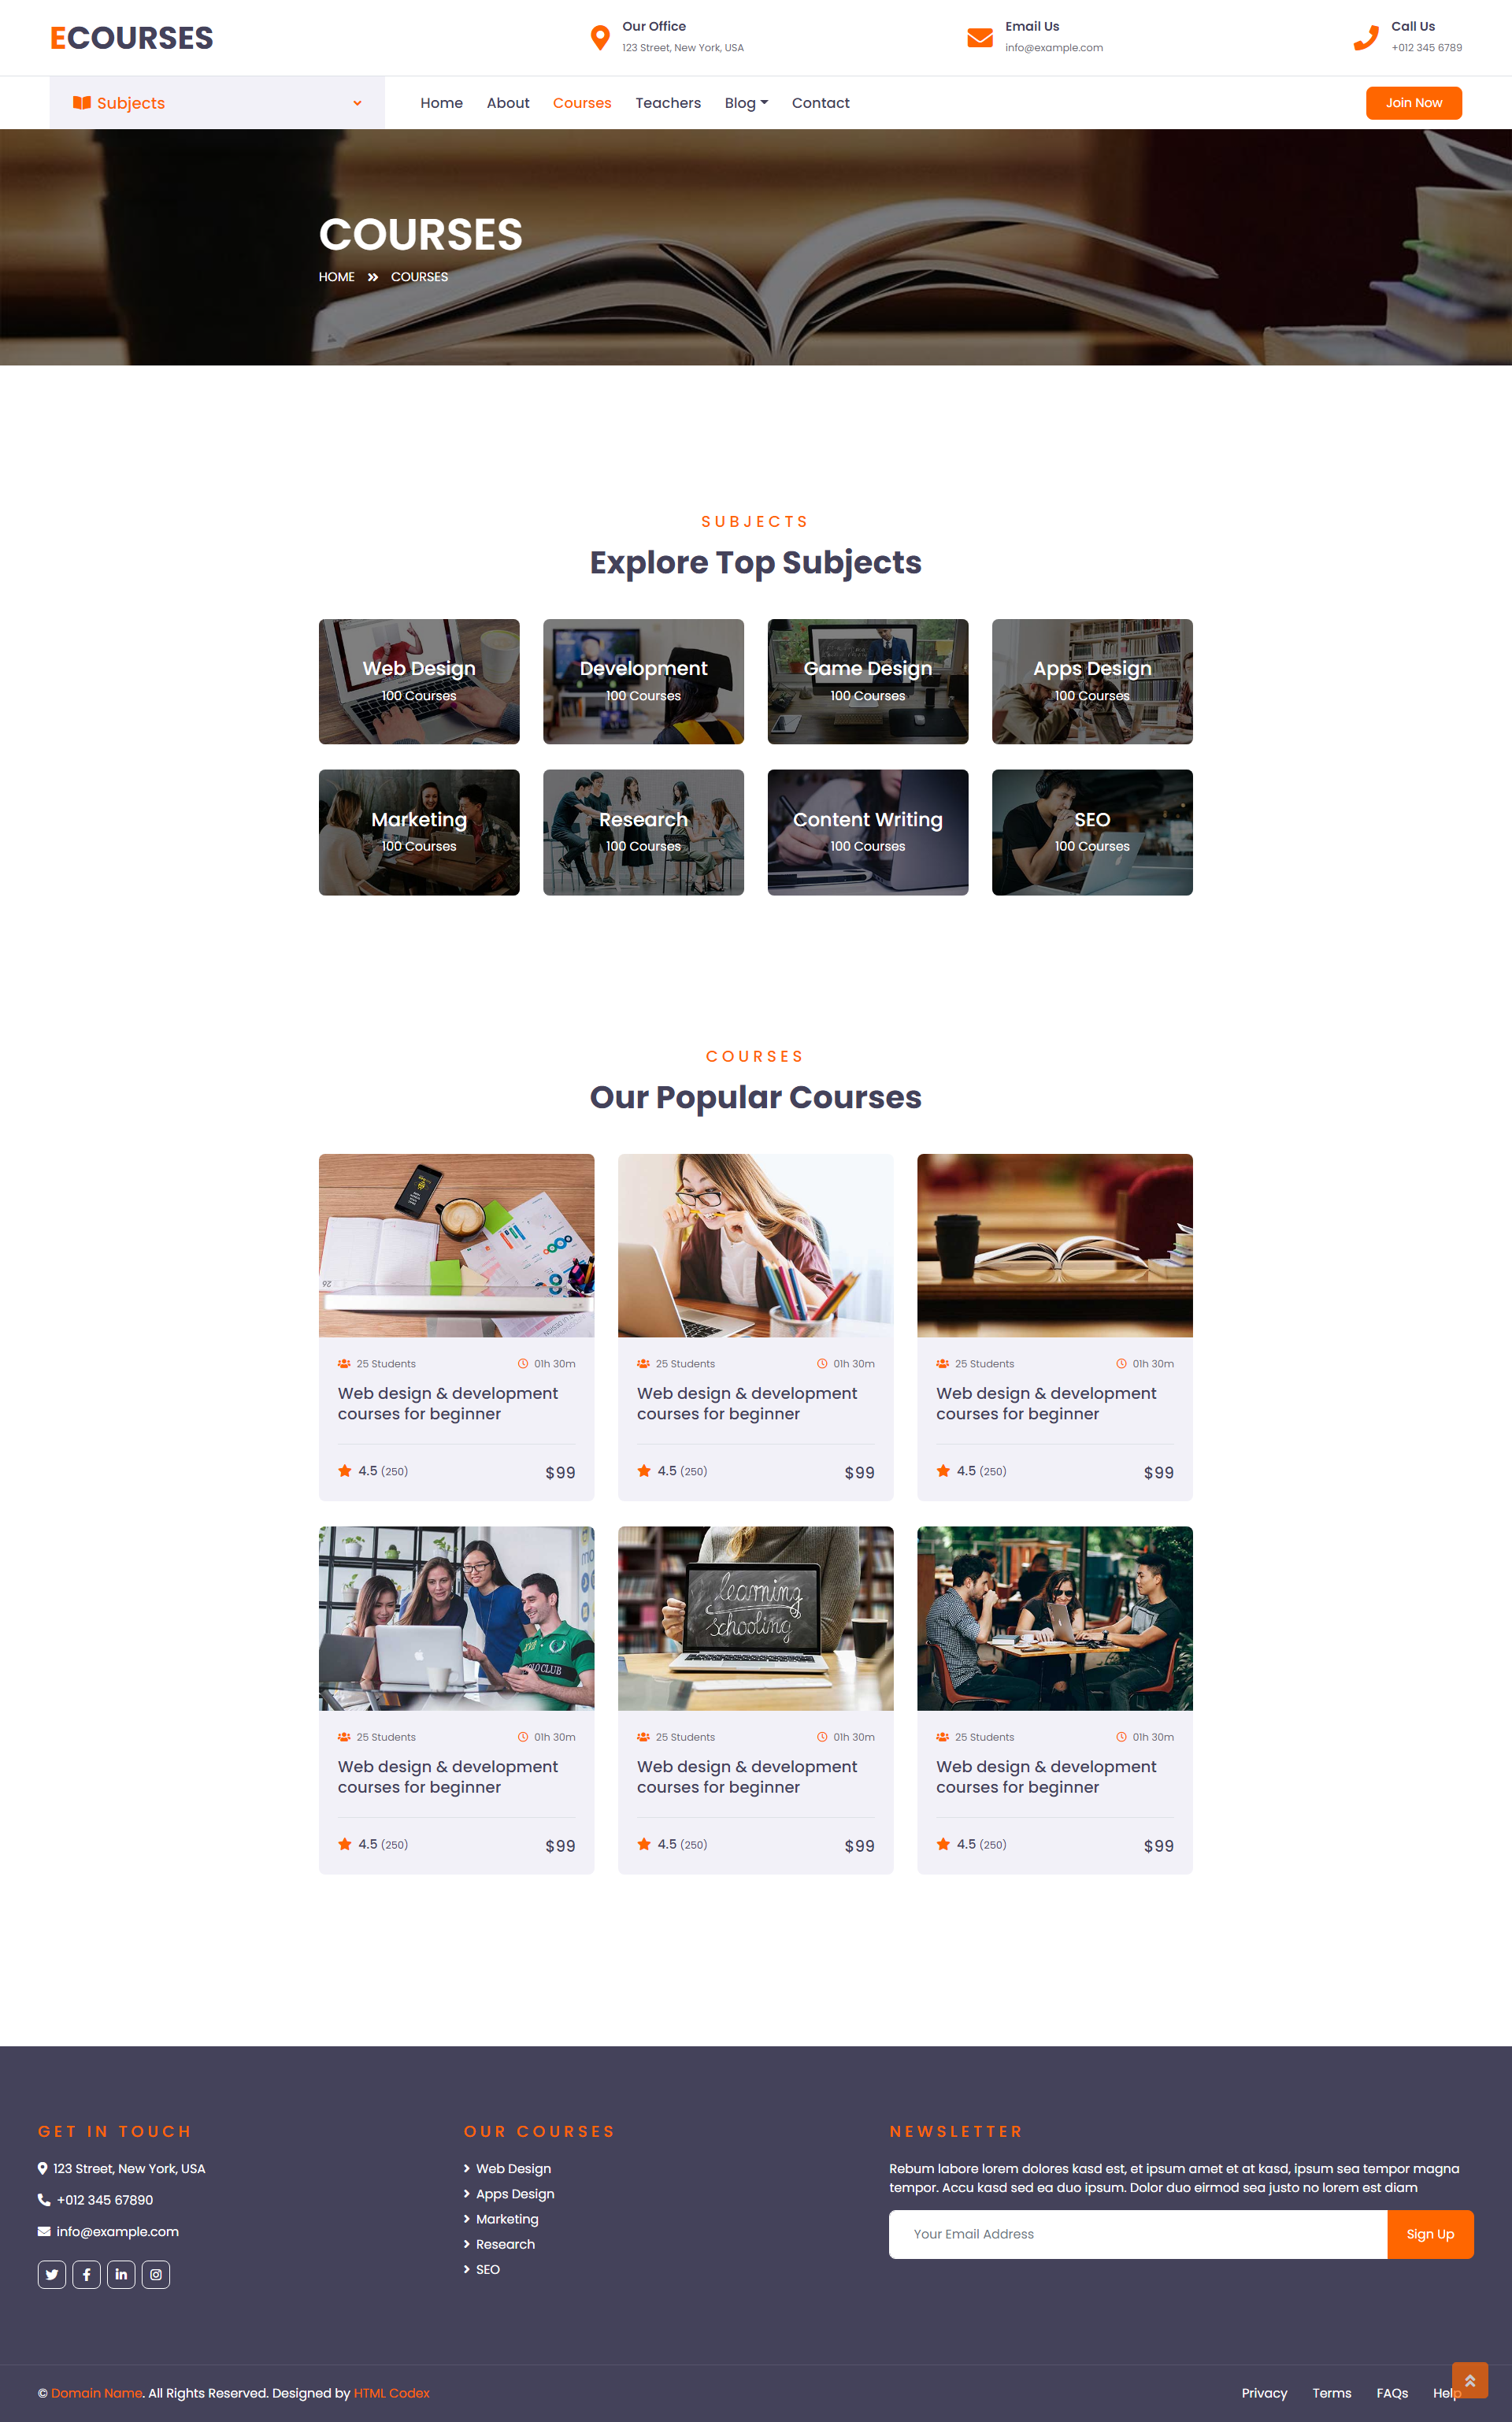 ECOURSES
Our Office
123 Street, New York, USA
Email Us
info@example.com
Call Us
+012 345 6789
Subjects
Home About Courses Teachers Blog Contact
Join Now
COURSES
HOME COURSES
SUBJECTS
Explore Top Subjects
Web Design
100 Courses
Development
100 Courses
Game Design
100 Courses
Apps Design
100 Courses
Marketing
100 Courses
Research
100 Courses
Content Writing
100 Courses
SEO
100 Courses
COURSES
Our Popular Courses
25 Students 01h 30m
Web design & development
courses for beginner
4.5 (250) $99
25 Students 01h 30m
Web design & development
courses for beginner
4.5 (250) $99
25 Students 01h 30m
Web design & development
courses for beginner
4.5 (250) $99
learning
schooling
25 Students 01h 30m
Web design & development
courses for beginner
4.5 (250) $99
25 Students 01h 30m
Web design & development
courses for beginner
4.5 (250) $99
25 Students 01h 30m
Web design & development
courses for beginner
4.5 (250) $99
GET IN TOUCH
123 Street, New York, USA
+012 345 67890
info@example.com
OUR COURSES
Web Design
Apps Design
Marketing
Research
SEO
NEWSLETTER
Rebum labore lorem dolores kasd est, et ipsum amet et at kasd, ipsum sea tempor magna
tempor. Accu kasd sed ea duo ipsum. Dolor duo eirmod sea justo no lorem est diam
Your Email Address
Sign Up
© Domain Name. All Rights Reserved. Designed by HTML Codex
Privacy Terms FAQs Help